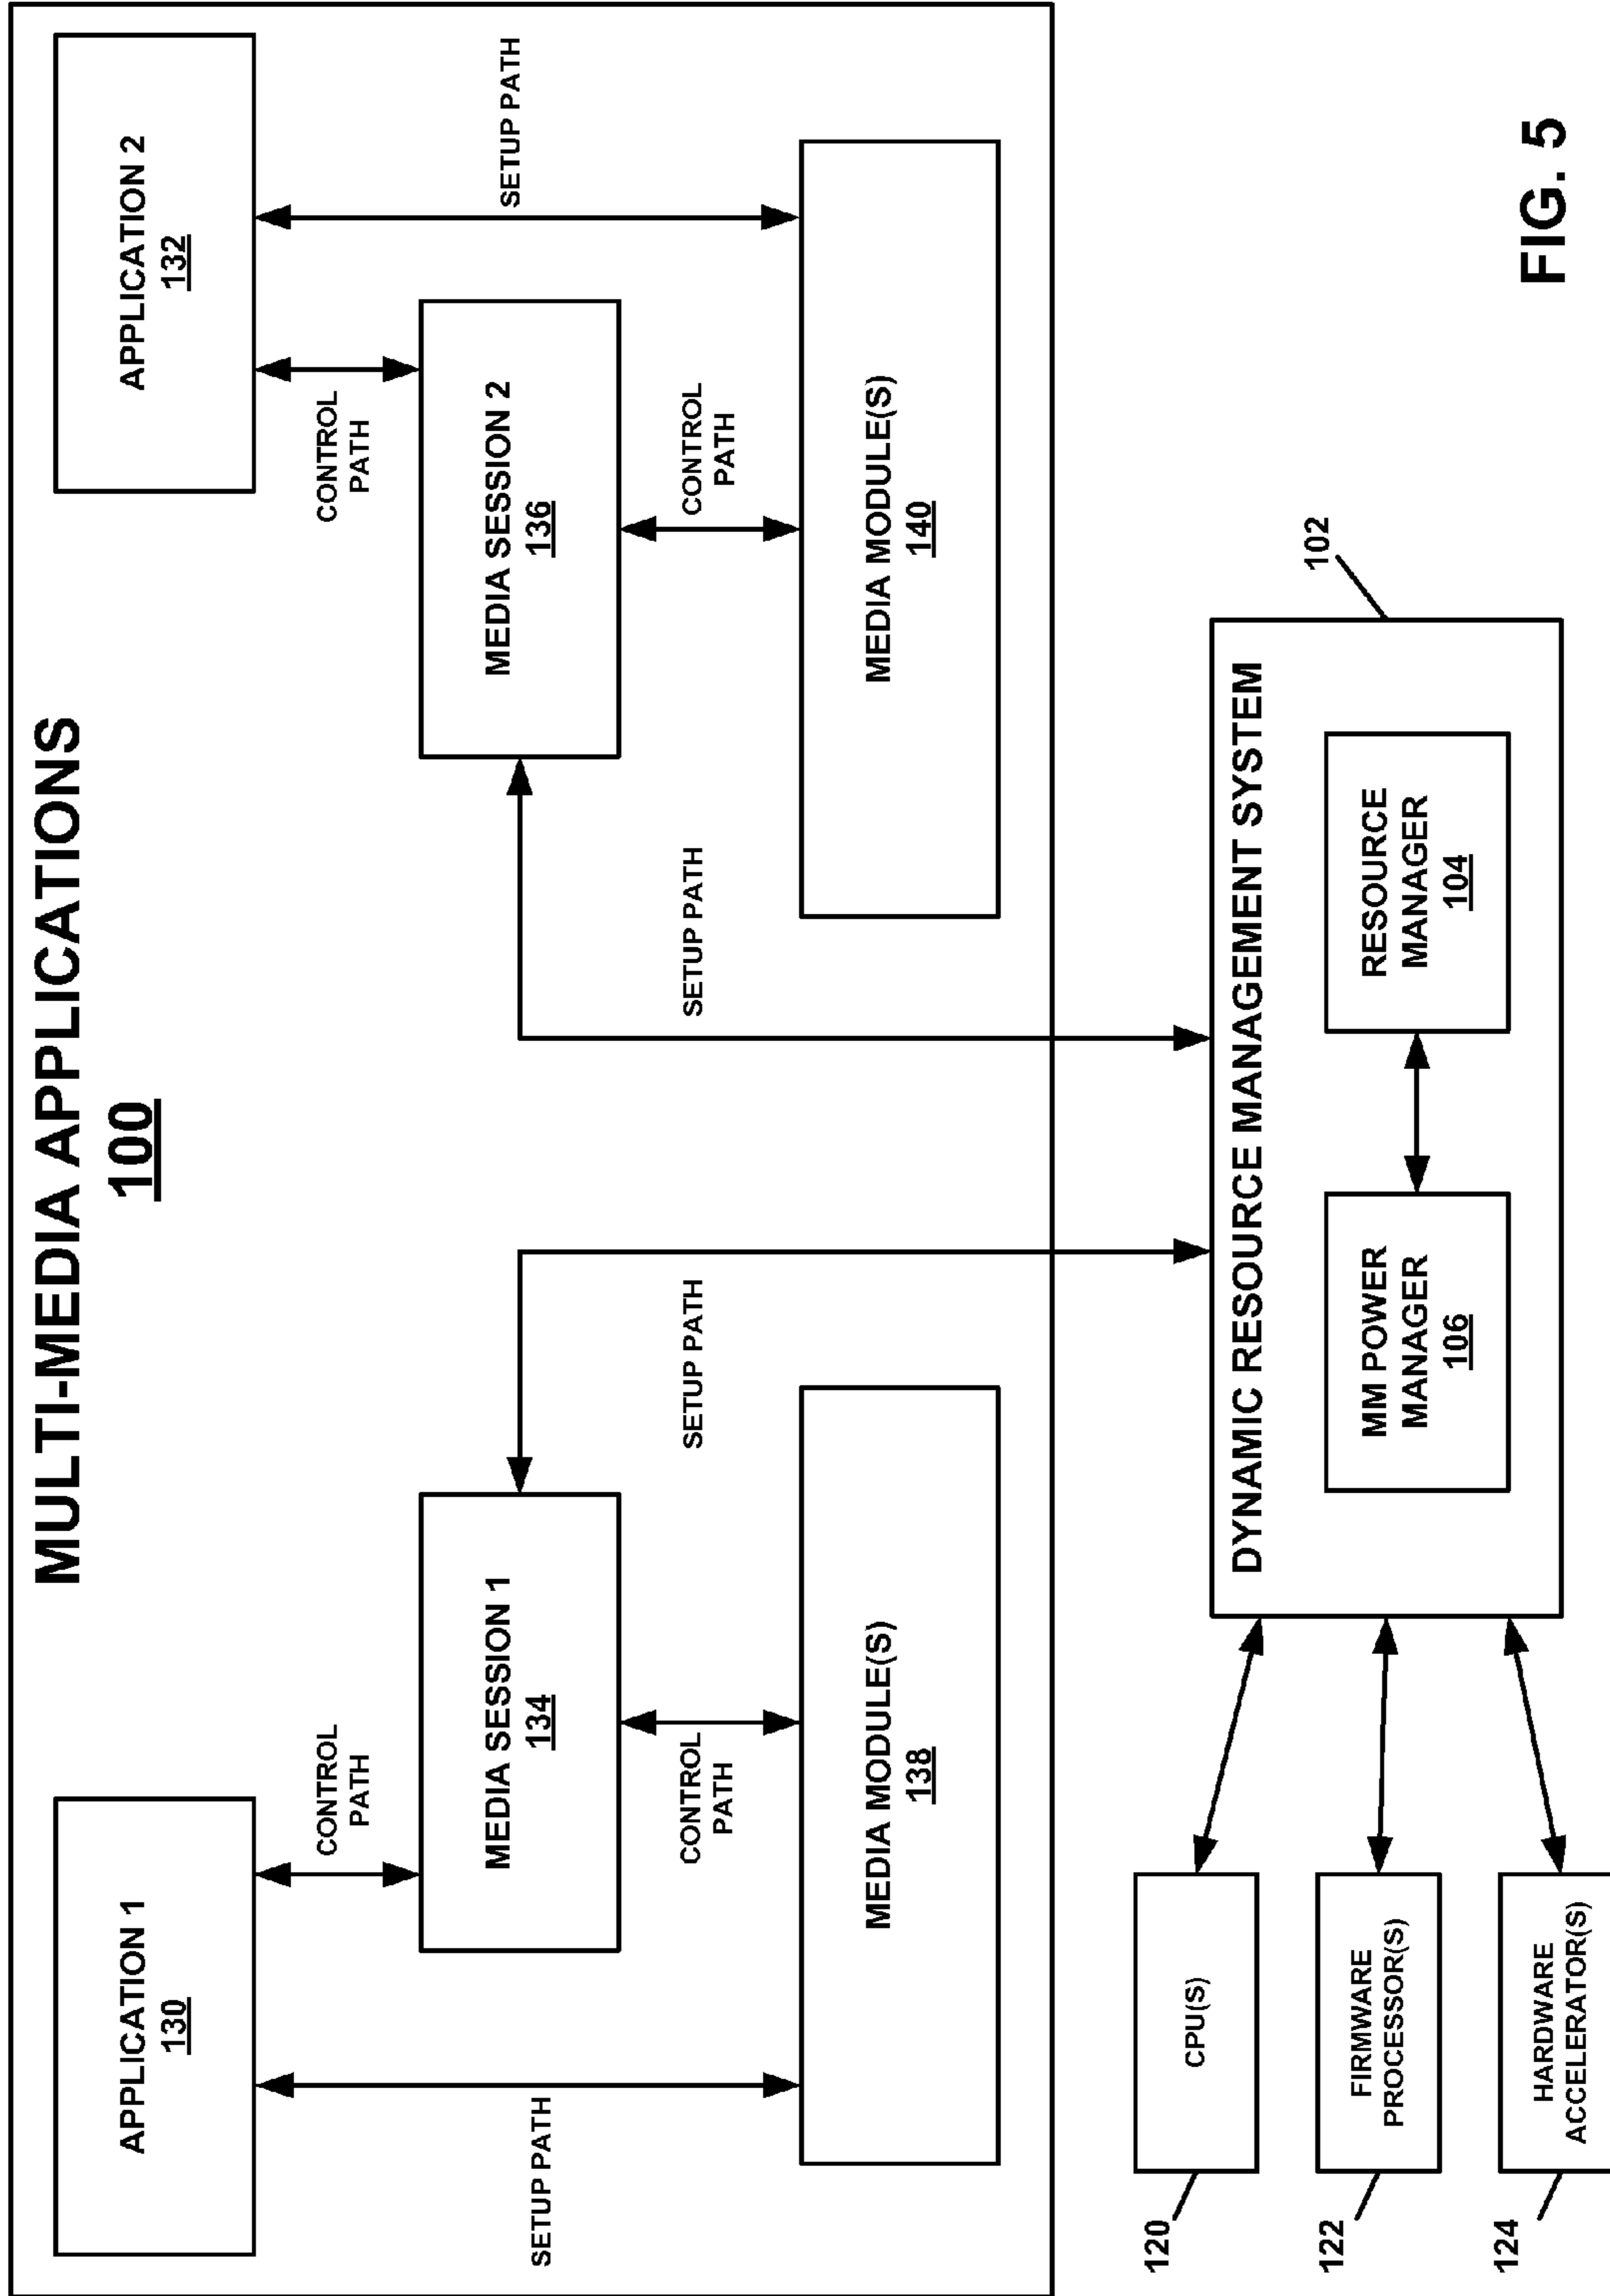 MULTI-MEDIA APPLICATIONS
100
APPLICATION 1
130
APPLICATION 2
132
CONTROL
PATH
CONTROL
PATH
SETUP PATH
SETUP PATH
MEDIA SESSION 1
134
MEDIA SESSION 2
136
CONTROL
PATH
SETUP PATH
SETUP PATH
CONTROL
PATH
MEDIA MODULE(S)
138
MEDIA MODULE(S)
140
120
CPU(S)
122
FIRMWARE
PROCESSOR(S)
124
HARDWARE
ACCELERATOR(S)
102
DYNAMIC RESOURCE MANAGEMENT SYSTEM
MM POWER
MANAGER
106
RESOURCE
MANAGER
104
FIG. 5